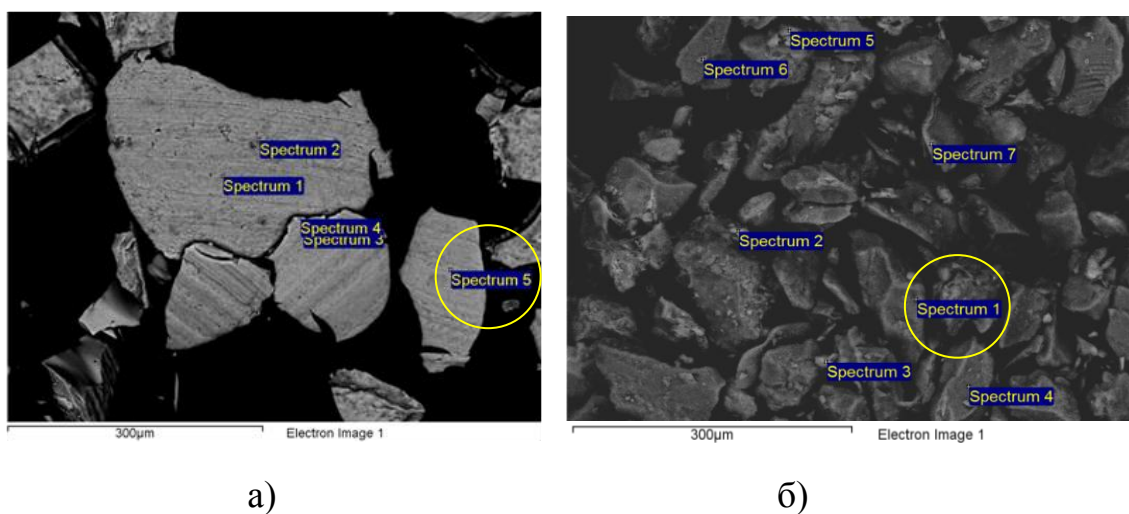 Spectrum 2
Spectrum 1
Spectrum 4
Spectrum 3
Spectrum 5
300µm Electron Image 1
а)
Spectrum 5
Spectrum 6
Spectrum 7
Spectrum 2
Spectrum 1
Spectrum 3
Spectrum 4
300µm Electron Image 1
б)